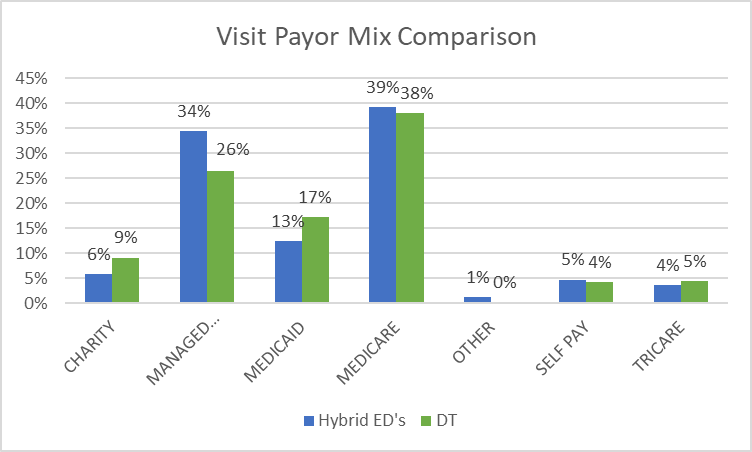 Visit Payor Mix Comparison
45%
40%
35%
30%
25%
20%
15%
10%
5%
0%
6%
9%
34%
26%
13%
17%
39%
38%
1%
0%
5%
4%
4%
5%
CHARITY
MANAGED...
MEDICAID
MEDICARE
OTHER
SELF PAY
TRICARE
Hybrid ED's
DT